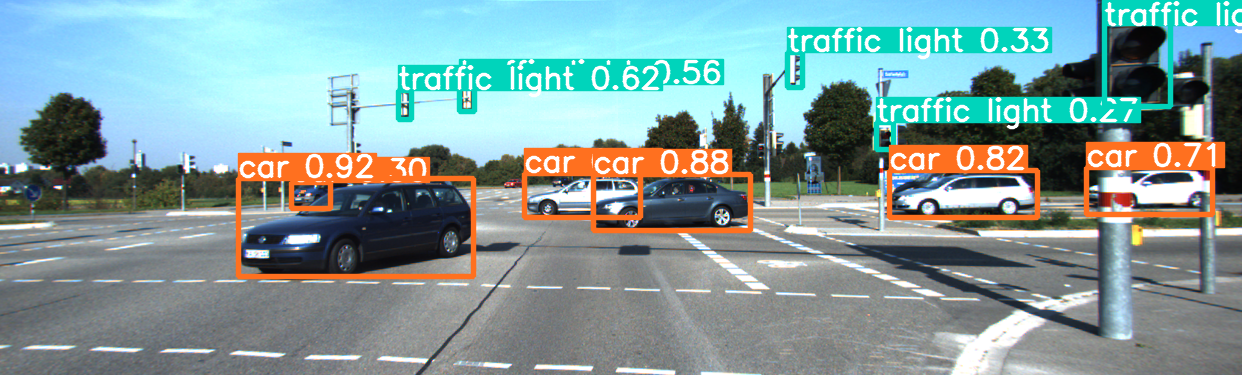 traffic lig
traffic light 0.33
traffic light 0.62
0.56
traffic light 0.27
car 0.92
.30
car
car 0.88
car 0.82
car 0.71